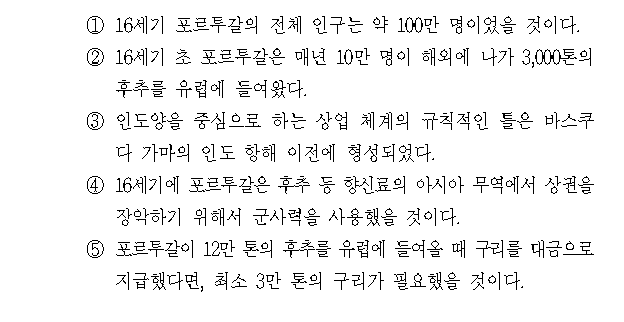 ① 16세기 포르투갈의 전체 인구는 약 100만 명이었을 것이다.
② 16세기 초 포르투갈은 매년 10만 명이 해외에 나가 3,000톤의
후추를 유럽에 들여왔다.
③ 인도양을 중심으로 하는 상업 체계의 규칙적인 틀은 바스쿠
다 가마의 인도 항해 이전에 형성되었다.
④ 16세기에 포르투갈은 후추 등 향신료의 아시아 무역에서 상권을
장악하기 위해서 군사력을 사용했을 것이다.
⑤ 포르투갈이 12만 톤의 후추를 유럽에 들여올 때 구리를 대금으로
지급했다면, 최소 3만 톤의 구리가 필요했을 것이다.